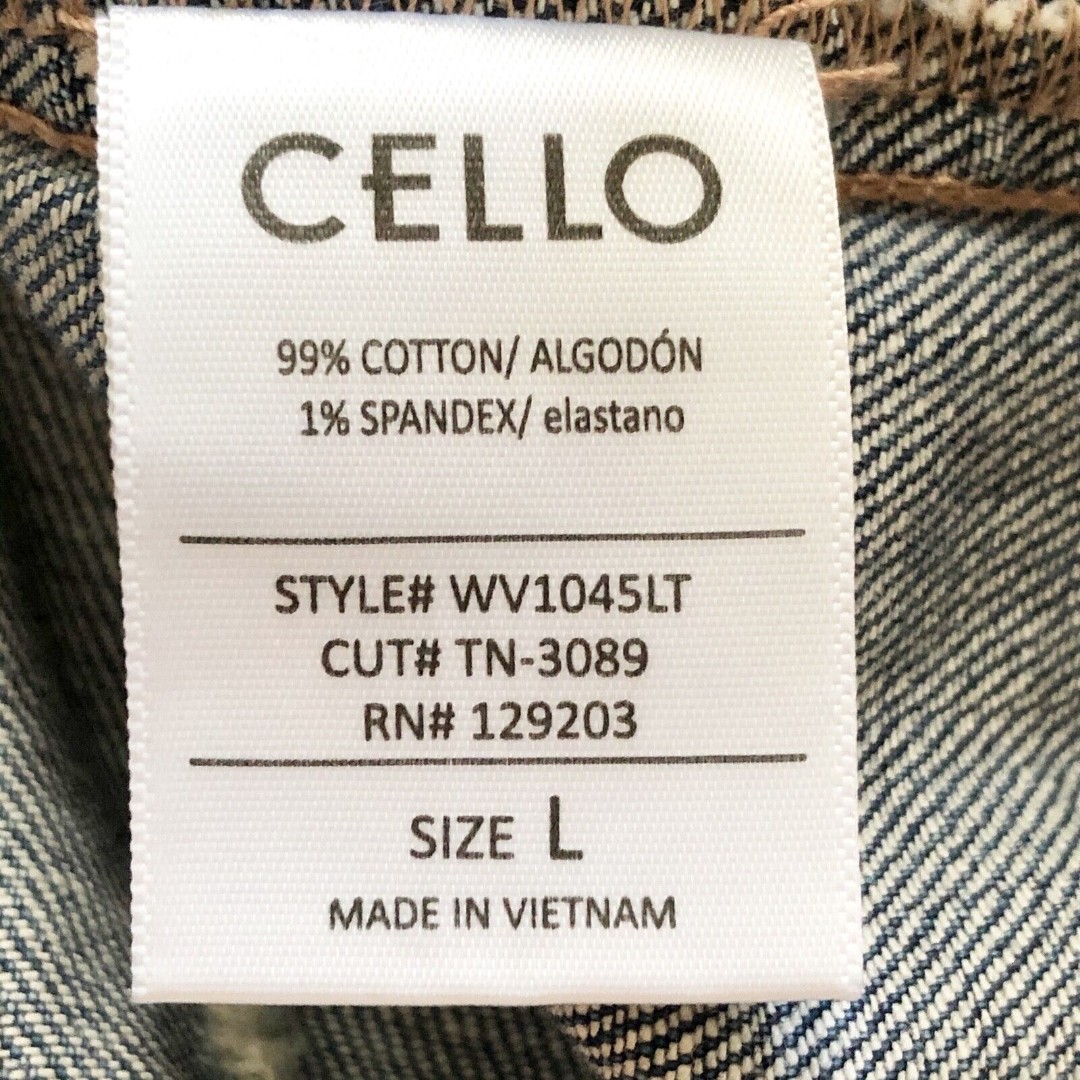 CELLO
99% COTTON/ ALGODÓN
1% SPANDEX/ elastano
STYLE# WV1045LT
CUT# TN-3089
RN# 129203
SIZE L
MADE IN VIETNAM